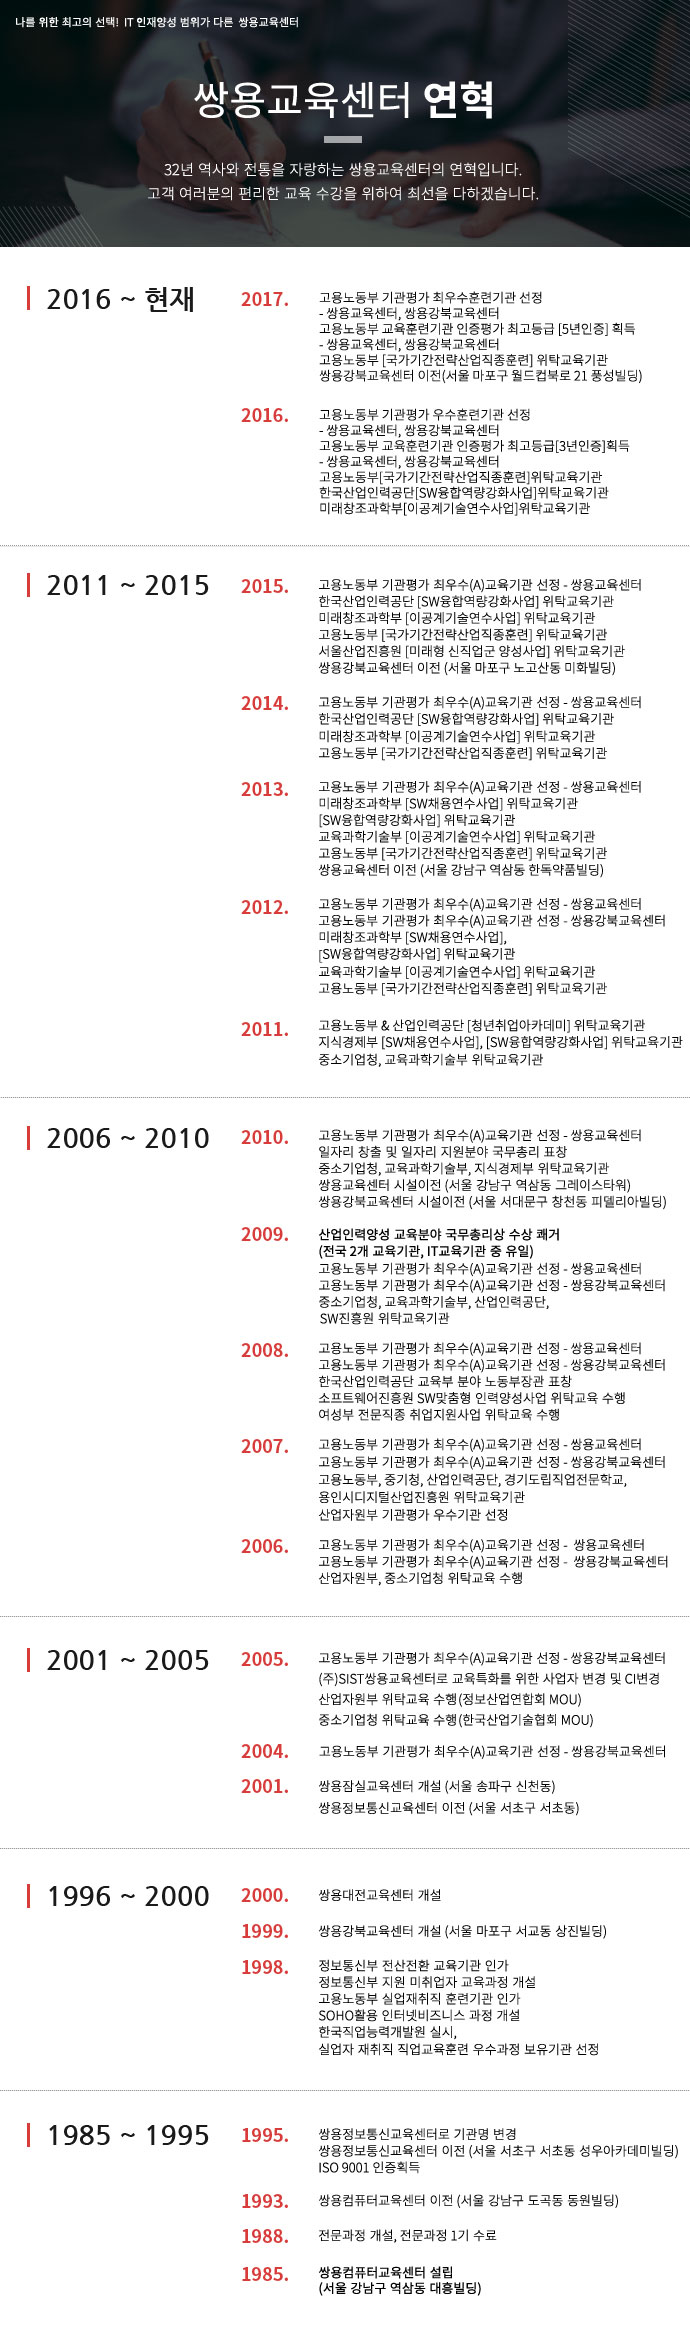 나를 위한 최고의 선택! IT 인재양성 범위가 다른 쌍용교육센터
쌍용교육센터 연혁
32년 역사와 전통을 자랑하는 쌍용교육센터의 연혁입니다.
고객 여러분의 편리한 교육 수강을 위하여 최선을 다하겠습니다.
2016 ~ 현재
2017.
고용노동부 기관평가 최우수훈련기관 선정
- 쌍용교육센터, 쌍용강북교육센터
고용노동부 교육훈련기관 인증평가 최고등급 [5년인증] 획득
- 쌍용교육센터, 쌍용강북교육센터
고용노동부 [국가기간전략산업직종훈련] 위탁교육기관
쌍용강북교육센터 이전(서울 마포구 월드컵북로 21 풍성빌딩)
2016.
고용노동부 기관평가 우수훈련기관 선정
- 쌍용교육센터, 쌍용강북교육센터
고용노동부 교육훈련기관 인증평가 최고등급[3년인증]획득
- 쌍용교육센터, 쌍용강북교육센터
고용노동부[국가기간전략산업직종훈련]위탁교육기관
한국산업인력공단[SW융합역량강화사업]위탁교육기관
미래창조과학부[이공계기술연수사업]위탁교육기관
2011 ~ 2015
2015.
고용노동부 기관평가 최우수(A)교육기관 선정 - 쌍용교육센터
한국산업인력공단 [SW융합역량강화사업] 위탁교육기관
미래창조과학부 [이공계기술연수사업] 위탁교육기관
고용노동부 [국가기간전략산업직종훈련] 위탁교육기관
서울산업진흥원 [미래형 신직업군 양성사업] 위탁교육기관
쌍용강북교육센터 이전 (서울 마포구 노고산동 미화빌딩)
2014.
고용노동부 기관평가 최우수(A)교육기관 선정 - 쌍용교육센터
한국산업인력공단 [SW융합역량강화사업] 위탁교육기관
미래창조과학부 [이공계기술연수사업] 위탁교육기관
고용노동부 [국가기간전략산업직종훈련] 위탁교육기관
2013.
고용노동부 기관평가 최우수(A)교육기관 선정 - 쌍용교육센터
미래창조과학부 [SW채용연수사업] 위탁교육기관
[SW융합역량강화사업] 위탁교육기관
교육과학기술부 [이공계기술연수사업] 위탁교육기관
고용노동부 [국가기간전략산업직종훈련] 위탁교육기관
쌍용교육센터 이전 (서울 강남구 역삼동 한독약품빌딩)
2012.
고용노동부 기관평가 최우수(A)교육기관 선정 - 쌍용교육센터
고용노동부 기관평가 최우수(A)교육기관 선정 - 쌍용강북교육센터
미래창조과학부 [SW채용연수사업],
[SW융합역량강화사업] 위탁교육기관
교육과학기술부 [이공계기술연수사업] 위탁교육기관
고용노동부 [국가기간전략산업직종훈련] 위탁교육기관
2011.
고용노동부 & 산업인력공단 [청년취업아카데미] 위탁교육기관
지식경제부 [SW채용연수사업], [SW융합역량강화사업] 위탁교육기관
중소기업청, 교육과학기술부 위탁교육기관
2006 ~ 2010
2010.
고용노동부 기관평가 최우수(A)교육기관 선정 - 쌍용교육센터
일자리 창출 및 일자리 지원분야 국무총리 표창
중소기업청, 교육과학기술부, 지식경제부 위탁교육기관
쌍용교육센터 시설이전 (서울 강남구 역삼동 그레이스타워)
쌍용강북교육센터 시설이전 (서울 서대문구 창천동 피델리아빌딩)
2009.
산업인력양성 교육분야 국무총리상 수상 쾌거
(전국 2개 교육기관, IT교육기관 중 유일)
고용노동부 기관평가 최우수(A)교육기관 선정 - 쌍용교육센터
고용노동부 기관평가 최우수(A)교육기관 선정 - 쌍용강북교육센터
중소기업청, 교육과학기술부, 산업인력공단,
SW진흥원 위탁교육기관
2008.
고용노동부 기관평가 최우수(A)교육기관 선정 - 쌍용교육센터
고용노동부 기관평가 최우수(A)교육기관 선정 - 쌍용강북교육센터
한국산업인력공단 교육부 분야 노동부장관 표창
소프트웨어진흥원 SW맞춤형 인력양성사업 위탁교육 수행
여성부 전문직종 취업지원사업 위탁교육 수행
2007.
고용노동부 기관평가 최우수(A)교육기관 선정 - 쌍용교육센터
고용노동부 기관평가 최우수(A)교육기관 선정 - 쌍용강북교육센터
고용노동부, 중기청, 산업인력공단, 경기도립직업전문학교,
용인시디지털산업진흥원 위탁교육기관
산업자원부 기관평가 우수기관 선정
2006.
고용노동부 기관평가 최우수(A)교육기관 선정 - 쌍용교육센터
고용노동부 기관평가 최우수(A)교육기관 선정 - 쌍용강북교육센터
산업자원부, 중소기업청 위탁교육 수행
2001 ~ 2005
2005.
고용노동부 기관평가 최우수(A)교육기관 선정 - 쌍용강북교육센터
(주)SIST쌍용교육센터로 교육특화를 위한 사업자 변경 및 CI변경
산업자원부 위탁교육 수행(정보산업연합회 MOU)
중소기업청 위탁교육 수행(한국산업기술협회 MOU)
2004.
고용노동부 기관평가 최우수(A)교육기관 선정 - 쌍용강북교육센터
2001.
쌍용잠실교육센터 개설 (서울 송파구 신천동)
쌍용정보통신교육센터 이전 (서울 서초구 서초동)
1996 ~ 2000
2000.
쌍용대전교육센터 개설
1999.
쌍용강북교육센터 개설 (서울 마포구 서교동 상진빌딩)
1998.
정보통신부 전산전환 교육기관 인가
정보통신부 지원 미취업자 교육과정 개설
고용노동부 실업재취직 훈련기관 인가
SOHO활용 인터넷비즈니스 과정 개설
한국직업능력개발원 실시,
실업자 재취직 직업교육훈련 우수과정 보유기관 선정
1985 ~ 1995
1995.
쌍용정보통신교육센터로 기관명 변경
쌍용정보통신교육센터 이전 (서울 서초구 서초동 성우아카데미빌딩)
ISO 9001 인증획득
1993.
쌍용컴퓨터교육센터 이전 (서울 강남구 도곡동 동원빌딩)
1988.
전문과정 개설, 전문과정 1기 수료
1985.
쌍용컴퓨터교육센터 설립
(서울 강남구 역삼동 대흥빌딩)